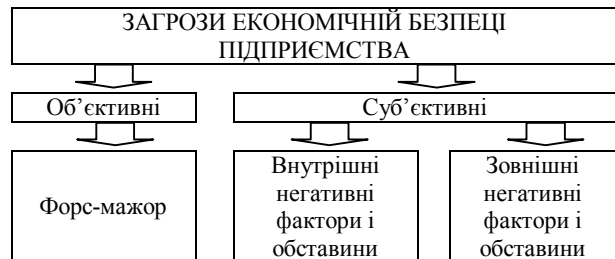 ЗАГРОЗИ ЕКОНОМІЧНІЙ БЕЗПЕЦІ
ПІДПРИЄМСТВА
Об’єктивні
Суб’єктивні
Форс-мажор
Внутрішні
негативні
фактори і
обставини
Зовнішні
негативні
фактори і
обставини